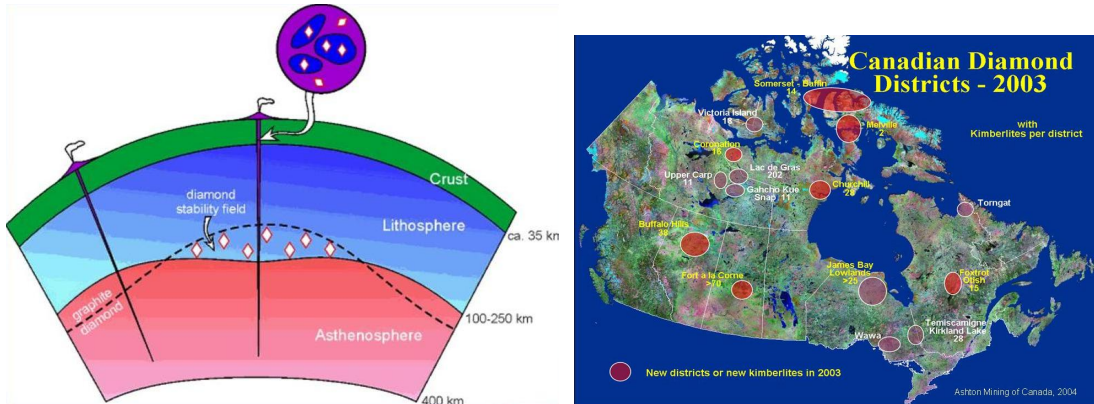 Crust
diamond
stability field
Lithosphere
ca. 35 km
graphite
diamond
100-250 km
Asthenosphere
400 km
Canadian Diamond
Districts - 2003
with
Kimberlites per district
Somerset - Baffin
14
Victoria Island
18
Melville
2
Coronation
16
Lac de Gras
202
Upper Carp
11
Gahcho Kue
Snap 11
Churchill
23
Torngat
Buffalo Hills
38
James Bay
Lowlands
>25
Fort a la Corne
>70
Foxtrot
Otish
15
Temiscamigne
Kirkland Lake
28
Wawa
New districts or new kimberlites in 2003
Ashton Mining of Canada, 2004